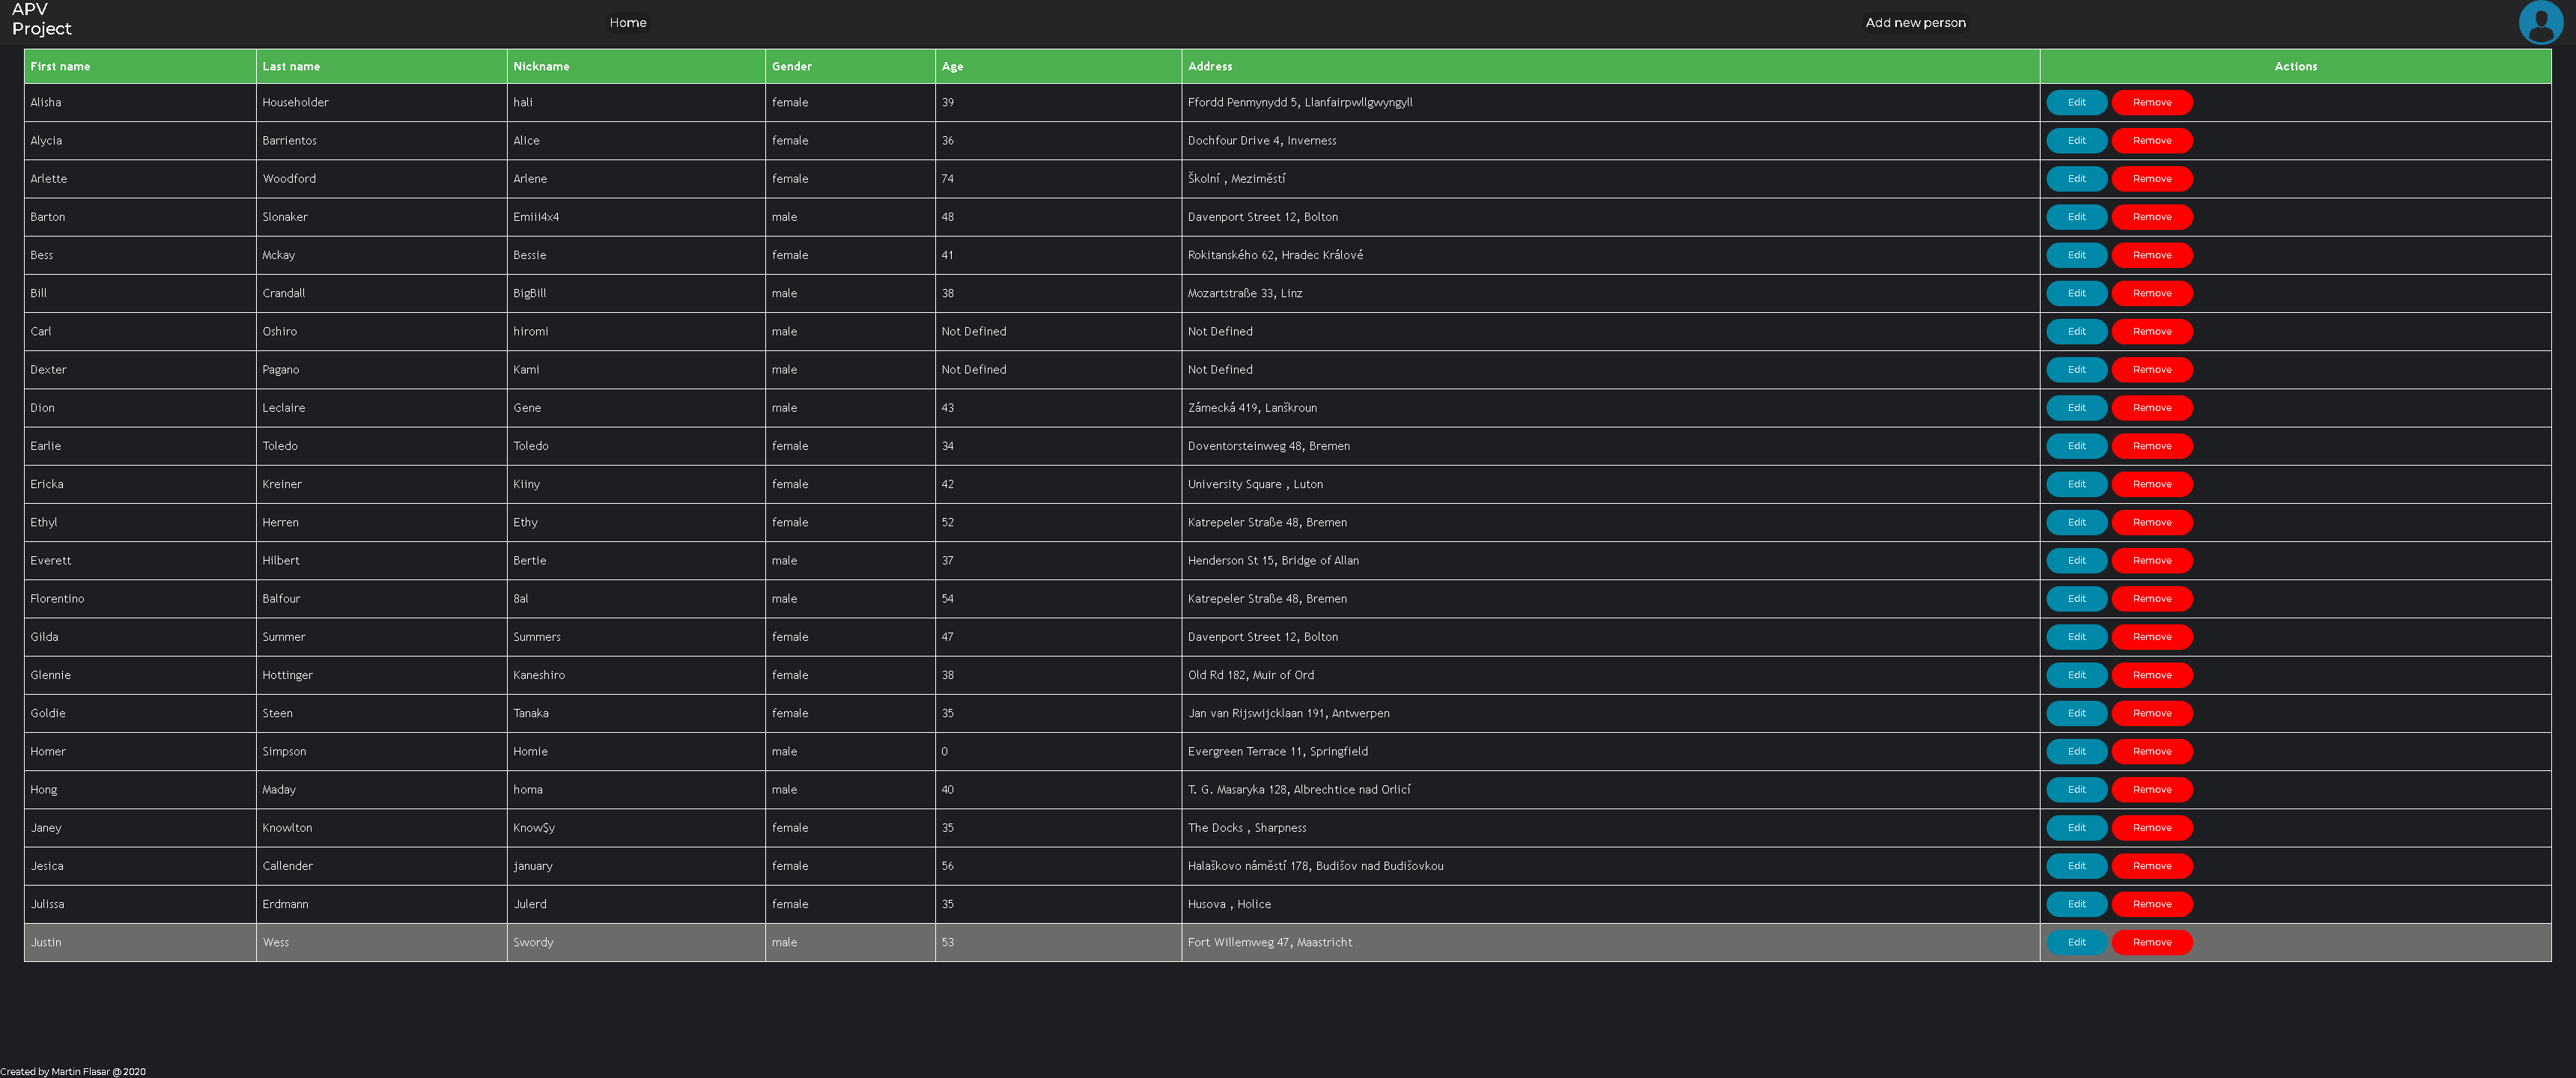 APV
Project
Home
Add new person
First name Last name Nickname Gender Age Address Actions
Alisha Householder hali female 39 Ffordd Penmynydd 5, Llanfairpwllgwyngyll Edit Remove
Alycia Barrientos Alice female 36 Dochfour Drive 4, Inverness Edit Remove
Arlette Woodford Arlene female 74 Školní , Meziměstí Edit Remove
Barton Slonaker Emiii4x4 male 48 Davenport Street 12, Bolton Edit Remove
Bess Mckay Bessie female 41 Rokitanského 62, Hradec Králové Edit Remove
Bill Crandall BigBill male 38 Mozartstraße 33, Linz Edit Remove
Carl Oshiro hiromi male Not Defined Not Defined Edit Remove
Dexter Pagano Kami male Not Defined Not Defined Edit Remove
Dion Leclaire Gene male 43 Zámecká 419, Lanškroun Edit Remove
Earlie Toledo Toledo female 34 Doventorsteinweg 48, Bremen Edit Remove
Ericka Kreiner Kiiny female 42 University Square , Luton Edit Remove
Ethyl Herren Ethy female 52 Katrepeler Straße 48, Bremen Edit Remove
Everett Hilbert Bertie male 37 Henderson St 15, Bridge of Allan Edit Remove
Florentino Balfour 8al male 54 Katrepeler Straße 48, Bremen Edit Remove
Gilda Summer Summers female 47 Davenport Street 12, Bolton Edit Remove
Glennie Hottinger Kaneshiro female 38 Old Rd 182, Muir of Ord Edit Remove
Goldie Steen Tanaka female 35 Jan van Rijswijcklaan 191, Antwerpen Edit Remove
Homer Simpson Homie male 0 Evergreen Terrace 11, Springfield Edit Remove
Hong Maday homa male 40 T. G. Masaryka 128, Albrechtice nad Orlicí Edit Remove
Janey Knowlton Know$y female 35 The Docks , Sharpness Edit Remove
Jesica Callender january female 56 Halaškovo náměstí 178, Budišov nad Budišovkou Edit Remove
Julissa Erdmann Julerd female 35 Husova , Holice Edit Remove
Justin Wess Swordy male 53 Fort Willemweg 47, Maastricht Edit Remove
Created by Martin Flasar @ 2020